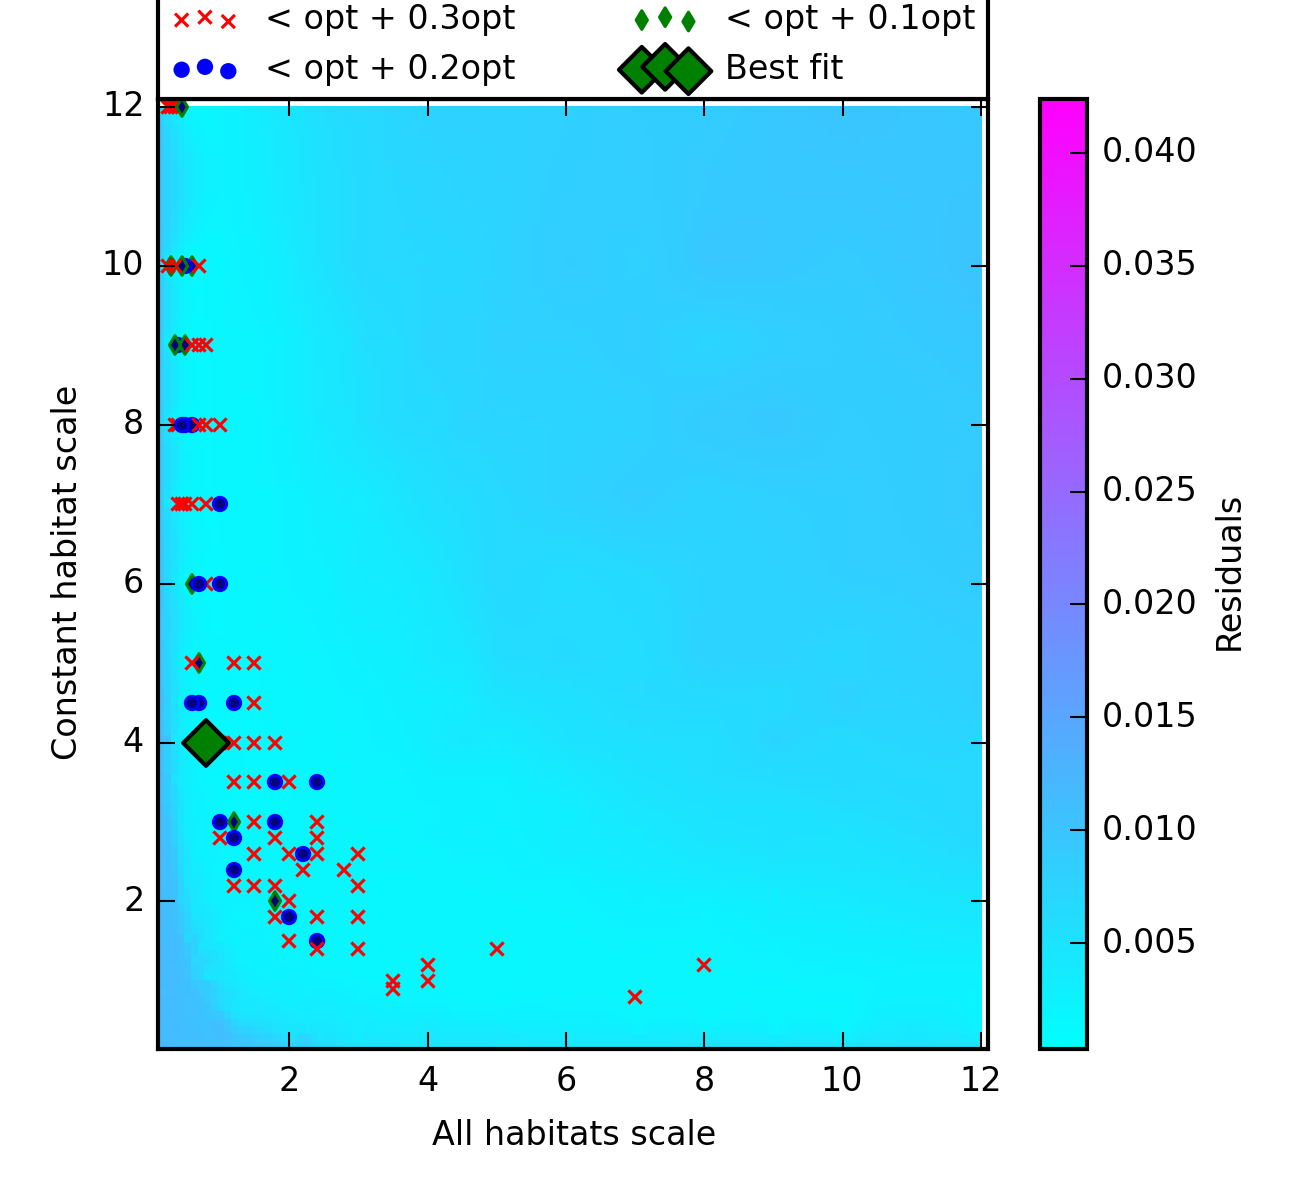 < opt + 0.3opt
< opt + 0.1opt
< opt + 0.2opt
Best fit
12
10
8
6
4
2
Constant habitat scale
2
4
6
8
10
12
All habitats scale
0.040
0.035
0.030
0.025
0.020
0.015
0.010
0.005
Residuals